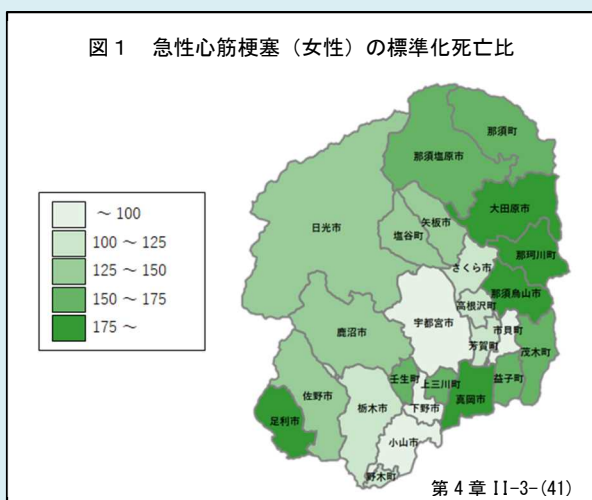 図1 急性心筋梗塞（女性）の標準化死亡比
～ 100
100 ～ 125
125 ～ 150
150 ～ 175
175 ～
那須町
那須塩原市
大田原市
日光市
矢板市
塩谷町
那珂川町
さくら市
那須烏山市
高根沢町
宇都宮市
市貝町
鹿沼市
芳賀町
茂木町
壬生町
上三川町
益子町
佐野市
栃木市
下野市
真岡市
足利市
小山市
野木町
第4章 II-3-(41)